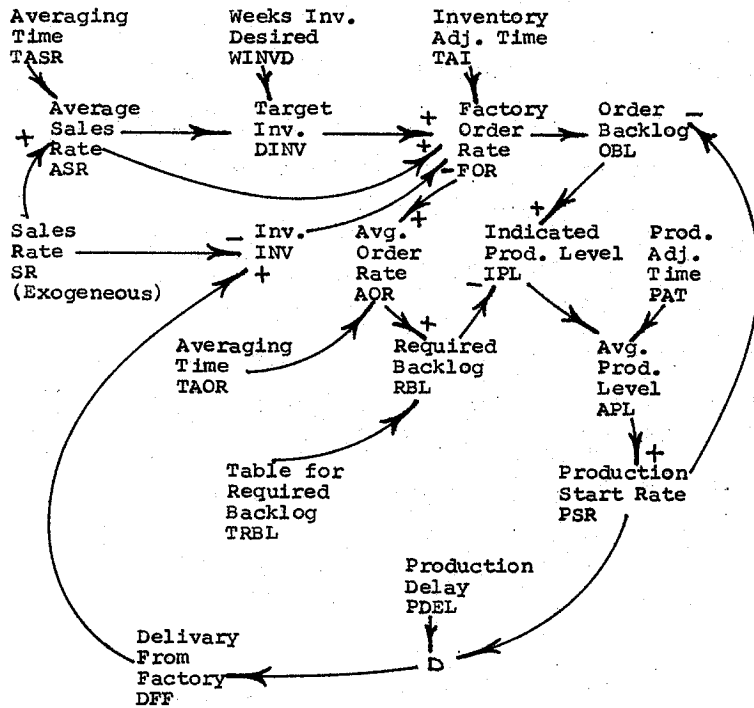 Averaging
Time
TASR
Weeks Inv.
Desired
WINVD
Inventory
Adj. Time
TAI
Average
Sales
Rate
ASR
+
Target
Inv.
DINV
+
+
-
Factory
Order
Rate
FOR
Order
Backlog
OBL
-
Sales
Rate
SR
(Exogeneous)
-
Inv.
INV
+
Avg.
Order
Rate
AOR
+
+
Indicated
Prod. Level
IPL
-
Prod.
Adj.
Time
PAT
Averaging
Time
TAOR
+
Required
Backlog
RBL
Avg.
Prod.
Level
APL
Table for
Required
Backlog
TRBL
+
Production
Start Rate
PSR
Production
Delay
PDEL
D
Delivary
From
Factory
DFF